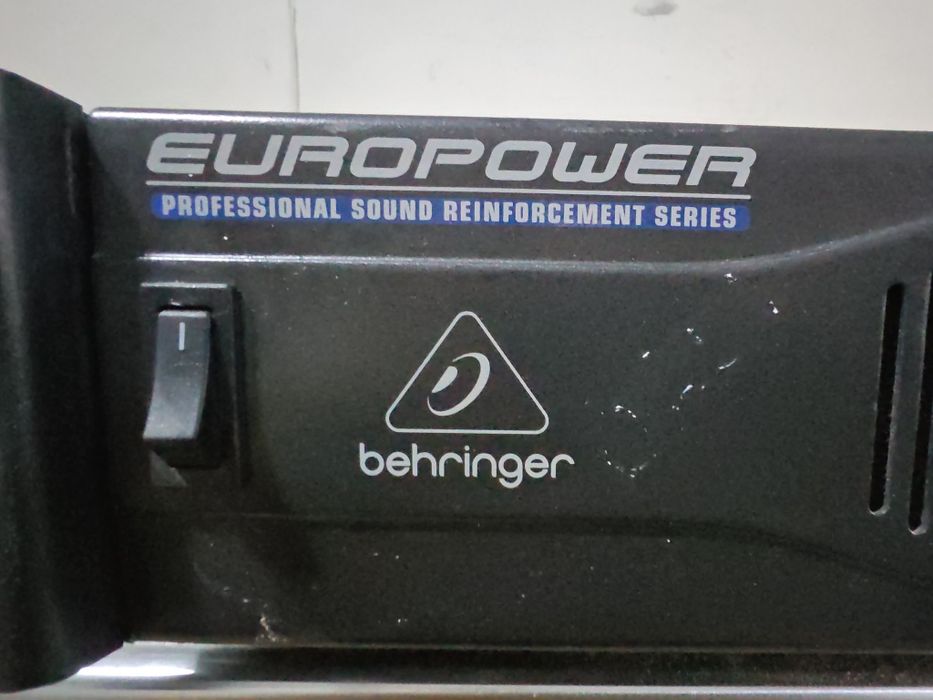 EUROPOWER
PROFESSIONAL SOUND REINFORCEMENT SERIES
I
behringer